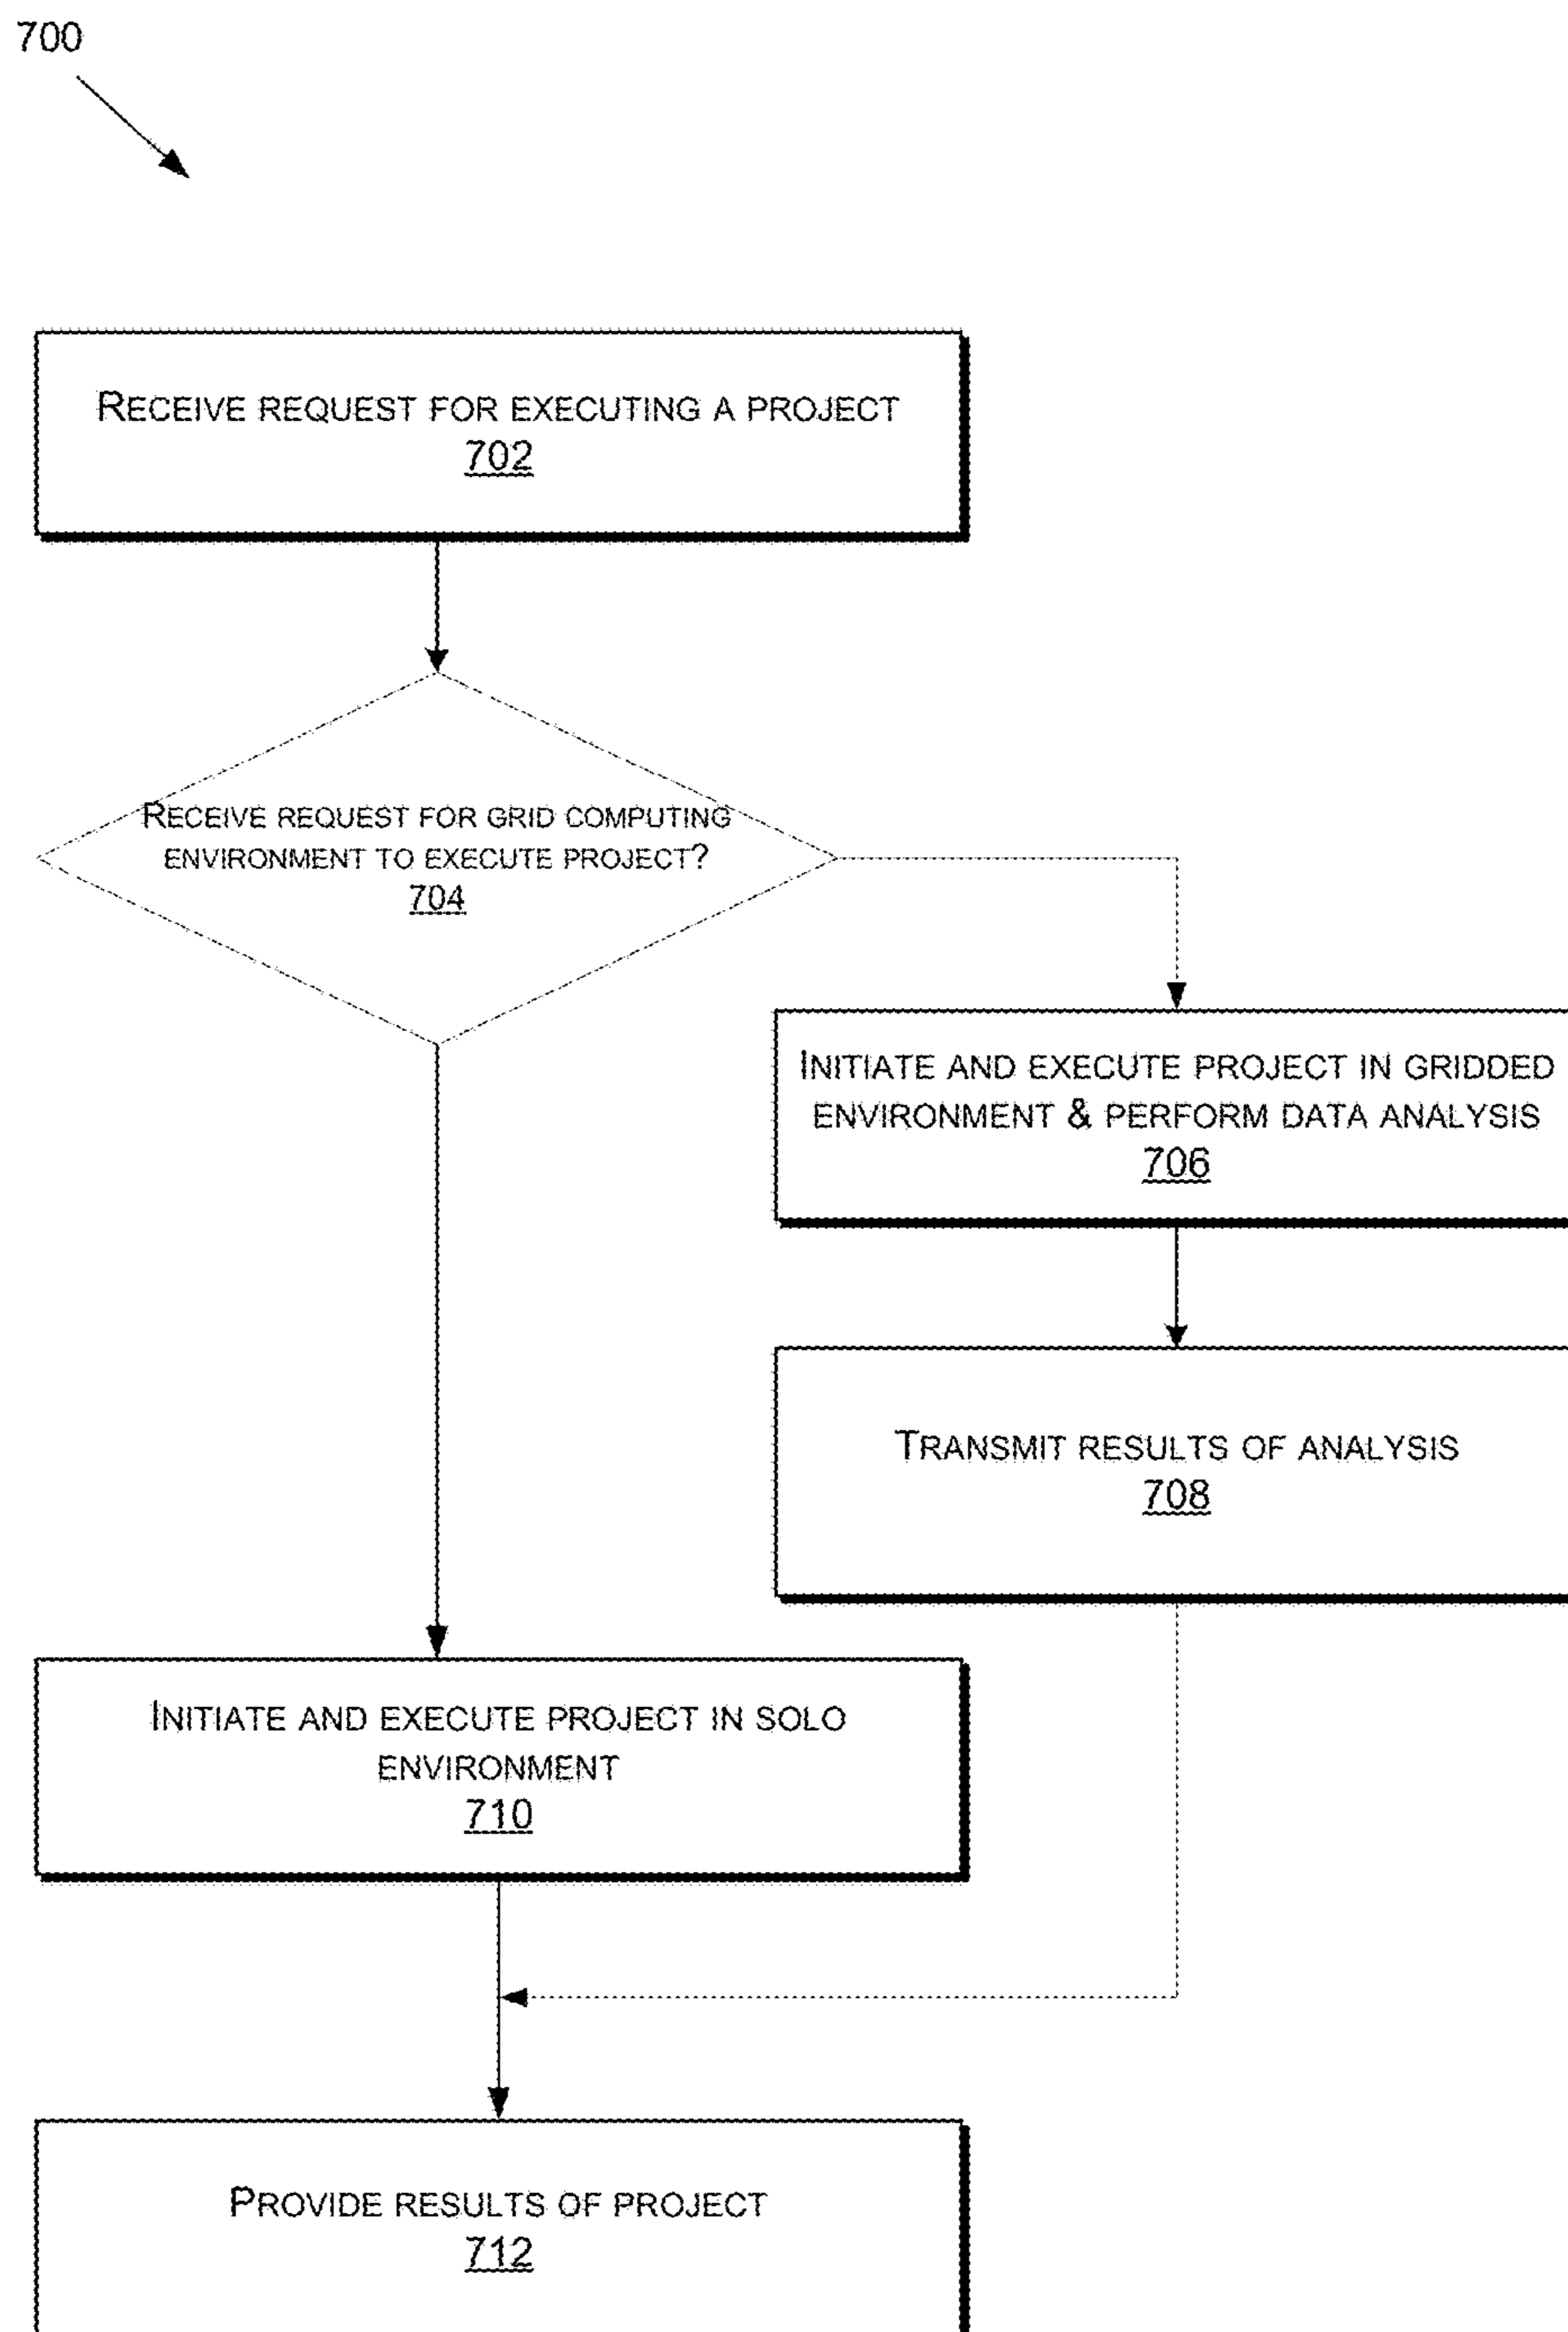 700
RECEIVE REQUEST FOR EXECUTING A PROJECT
702
RECEIVE REQUEST FOR GRID COMPUTING
ENVIRONMENT TO EXECUTE PROJECT?
704
INITIATE AND EXECUTE PROJECT IN GRIDDED
ENVIRONMENT & PERFORM DATA ANALYSIS
706
TRANSMIT RESULTS OF ANALYSIS
708
INITIATE AND EXECUTE PROJECT IN SOLO
ENVIRONMENT
710
PROVIDE RESULTS OF PROJECT
712